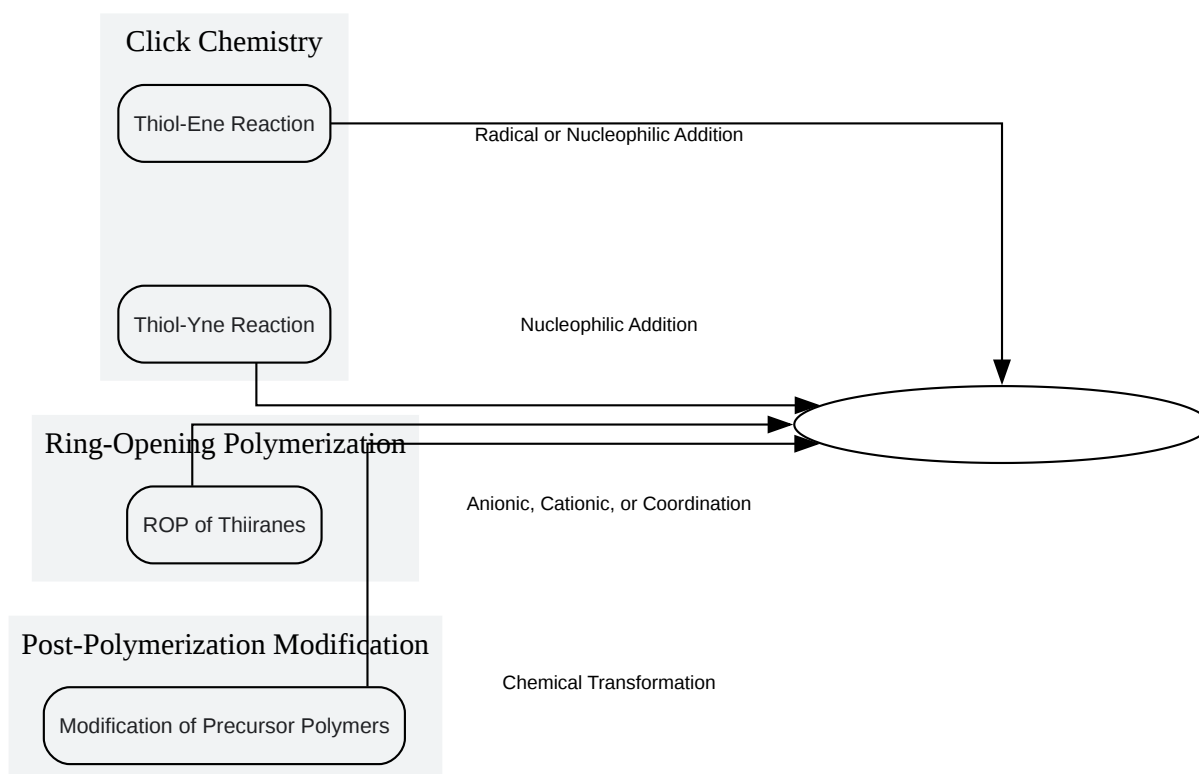 Click Chemistry
Thiol-Ene Reaction
Radical or Nucleophilic Addition
Thiol-Yne Reaction
Nucleophilic Addition
Ring-Opening Polymerization
ROP of Thiiranes
Anionic, Cationic, or Coordination
Post-Polymerization Modification
Chemical Transformation
Modification of Precursor Polymers